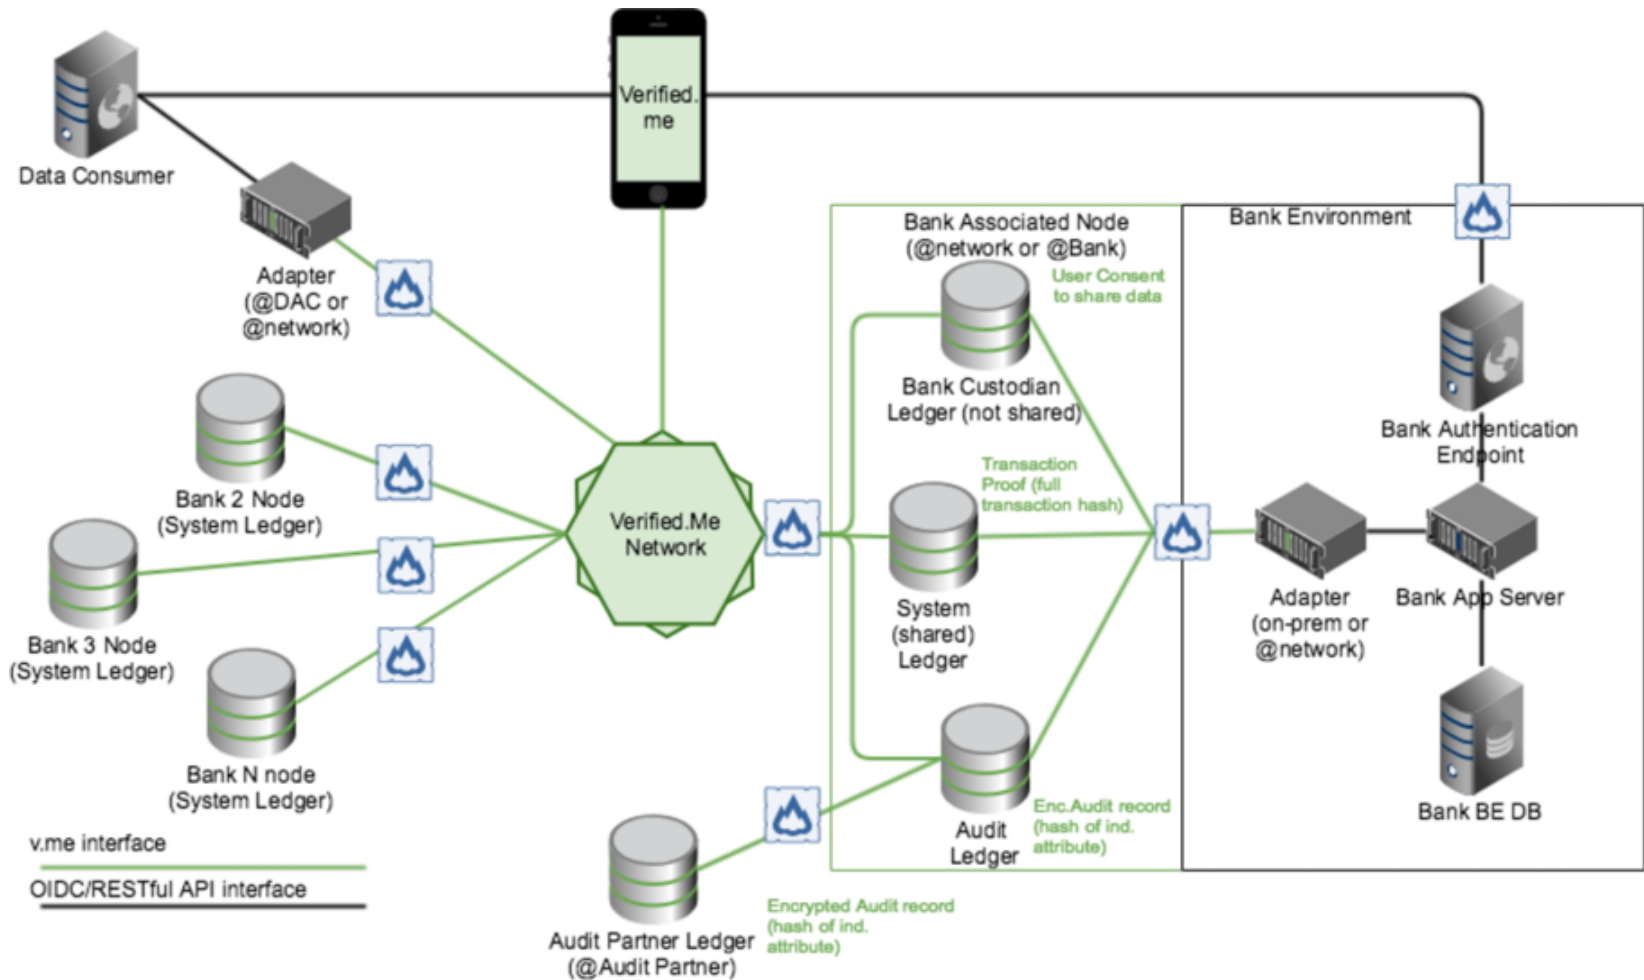 Verified.
me
Data Consumer
Adapter
(@DAC or
@network)
Bank 2 Node
(System Ledger)
Bank 3 Node
(System Ledger)
Bank N node
(System Ledger)
Verified.Me
Network
Bank Associated Node
(@network or @Bank)
User Consent
to share data
Bank Custodian
Ledger (not shared)
Transaction
Proof (full
transaction hash)
System
(shared)
Ledger
Audit
Ledger
Enc.Audit record
(hash of ind.
attribute)
Bank Environment
Bank Authentication
Endpoint
Adapter
(on-prem or
@network)
Bank App Server
Bank BE DB
v.me interface
OIDC/RESTful API interface
Audit Partner Ledger
(@Audit Partner)
Encrypted Audit record
(hash of ind.
attribute)